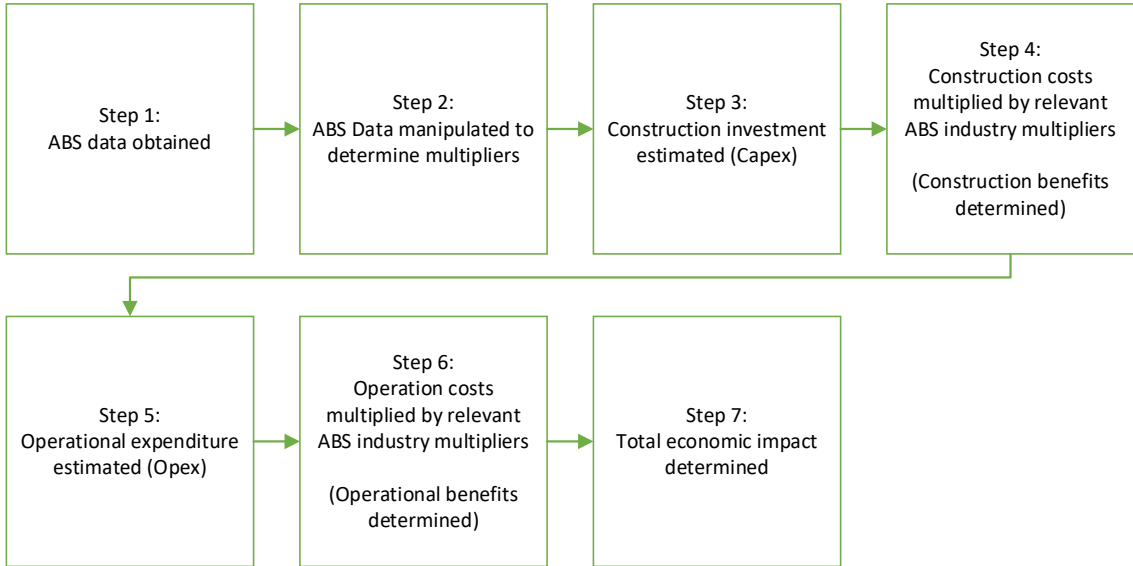 Step 1:
ABS data obtained
Step 2:
ABS Data manipulated to
determine multipliers
Step 3:
Construction investment
estimated (Capex)
Step 4:
Construction costs
multiplied by relevant
ABS industry multipliers
(Construction benefits
determined)
Step 5:
Operational expenditure
estimated (Opex)
Step 6:
Operation costs
multiplied by relevant
ABS industry multipliers
(Operational benefits
determined)
Step 7:
Total economic impact
determined